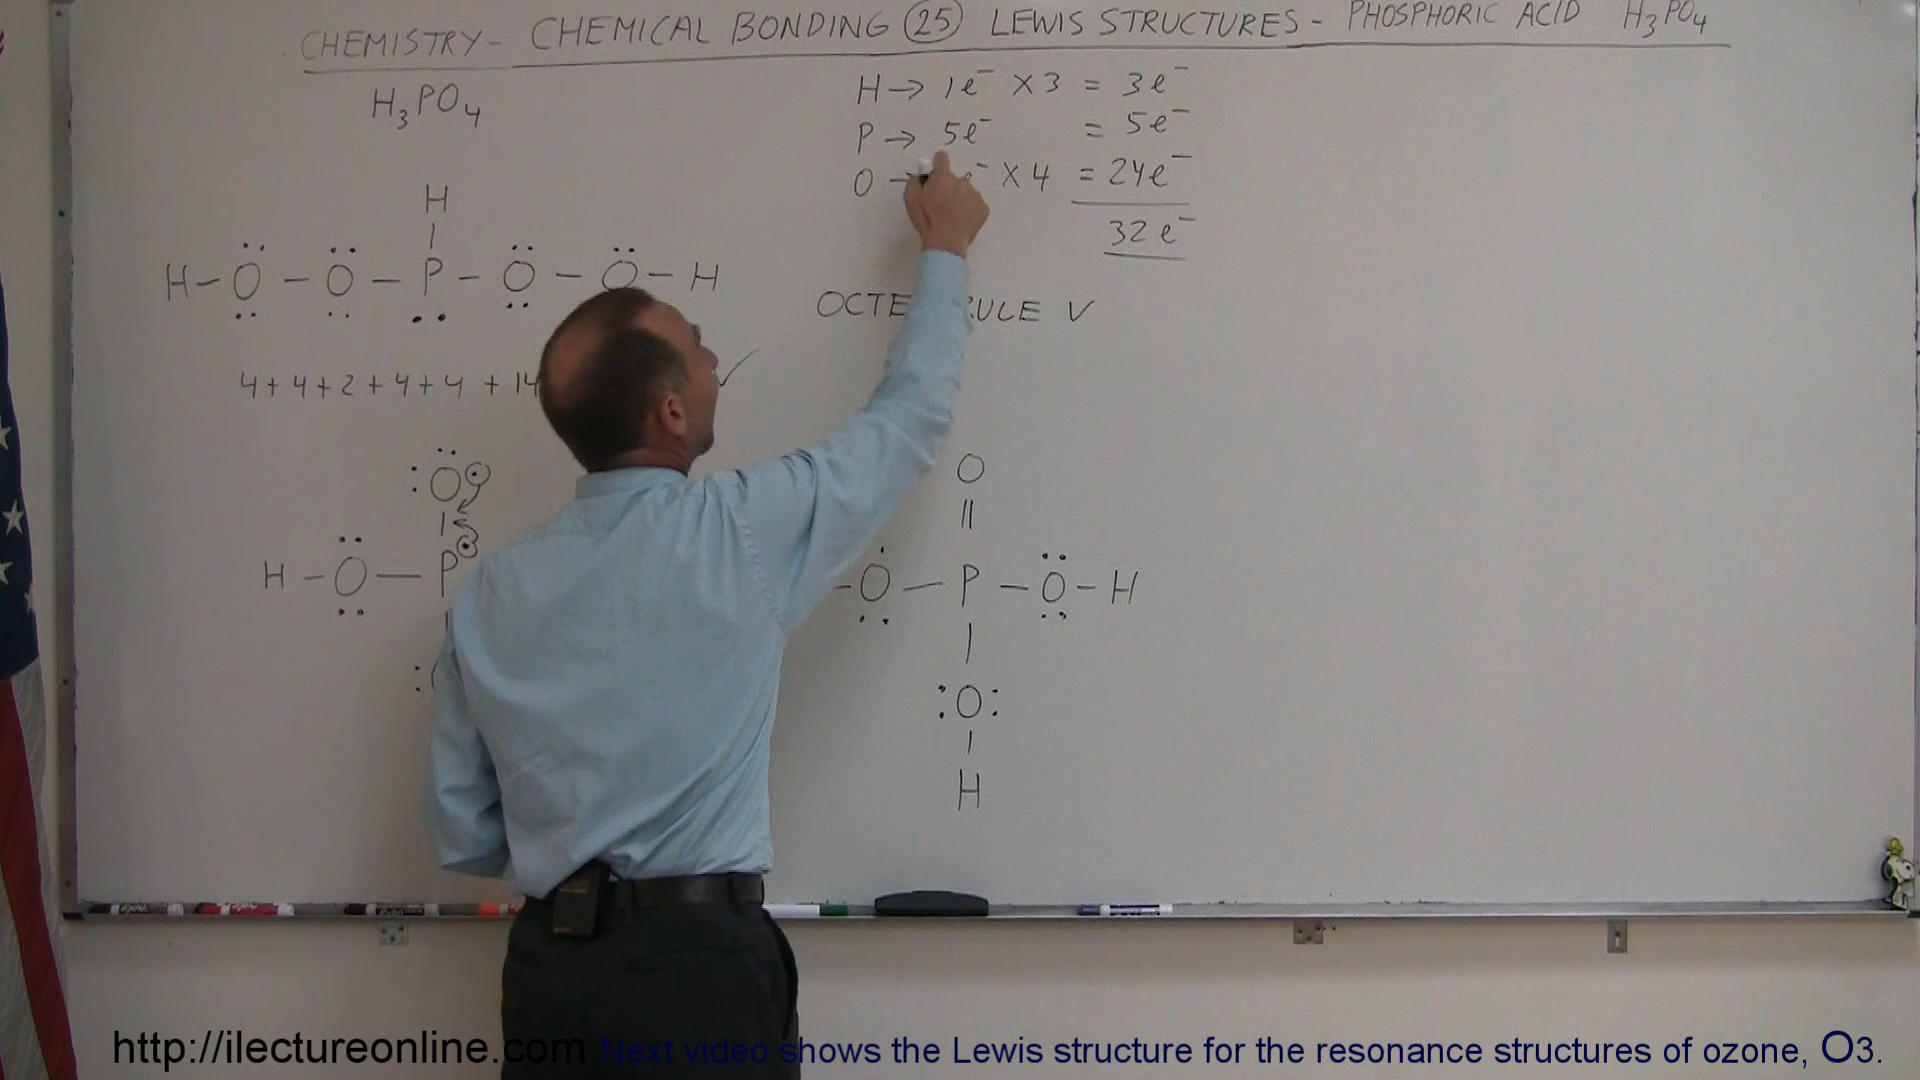 CHEMISTRY - CHEMICAL BONDING 25 LEWIS STRUCTURES - PHOSPHORIC ACID H3PO4
H3PO4
H → 1e⁻ × 3 = 3e⁻
P → 5e⁻ = 5e⁻
O → e⁻ × 4 = 24e⁻
32 e⁻
H
H - O - O - P - O - O - H
OCTE RULE ✓
4 + 4 + 2 + 4 + 4 + 14 ✓
O
H - O - P
O
||
- O - P - O - H
|
O
|
H
http://ilectureonline.com Next video shows the Lewis structure for the resonance structures of ozone, O3.